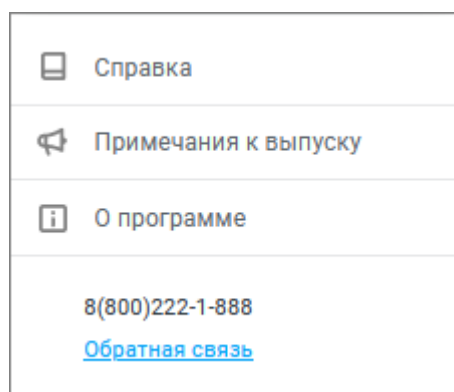 Справка
Примечания к выпуску
О программе
8(800)222-1-888
Обратная связь